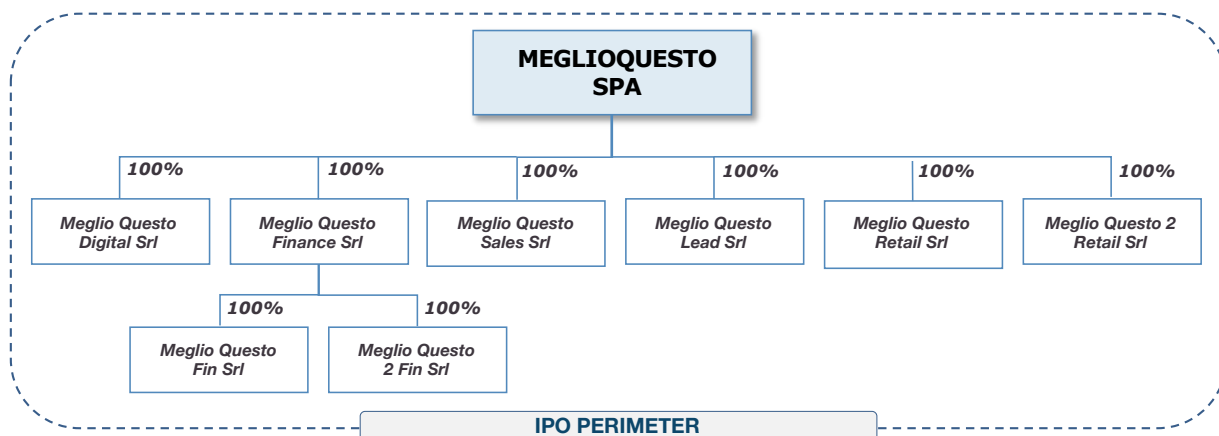 MEGLIOQUESTO
SPA
100%
100%
100%
100%
100%
100%
Meglio Questo
Digital Srl
Meglio Questo
Finance Srl
Meglio Questo
Sales Srl
Meglio Questo
Lead Srl
Meglio Questo
Retail Srl
Meglio Questo 2
Retail Srl
100%
100%
Meglio Questo
Fin Srl
Meglio Questo
2 Fin Srl
IPO PERIMETER